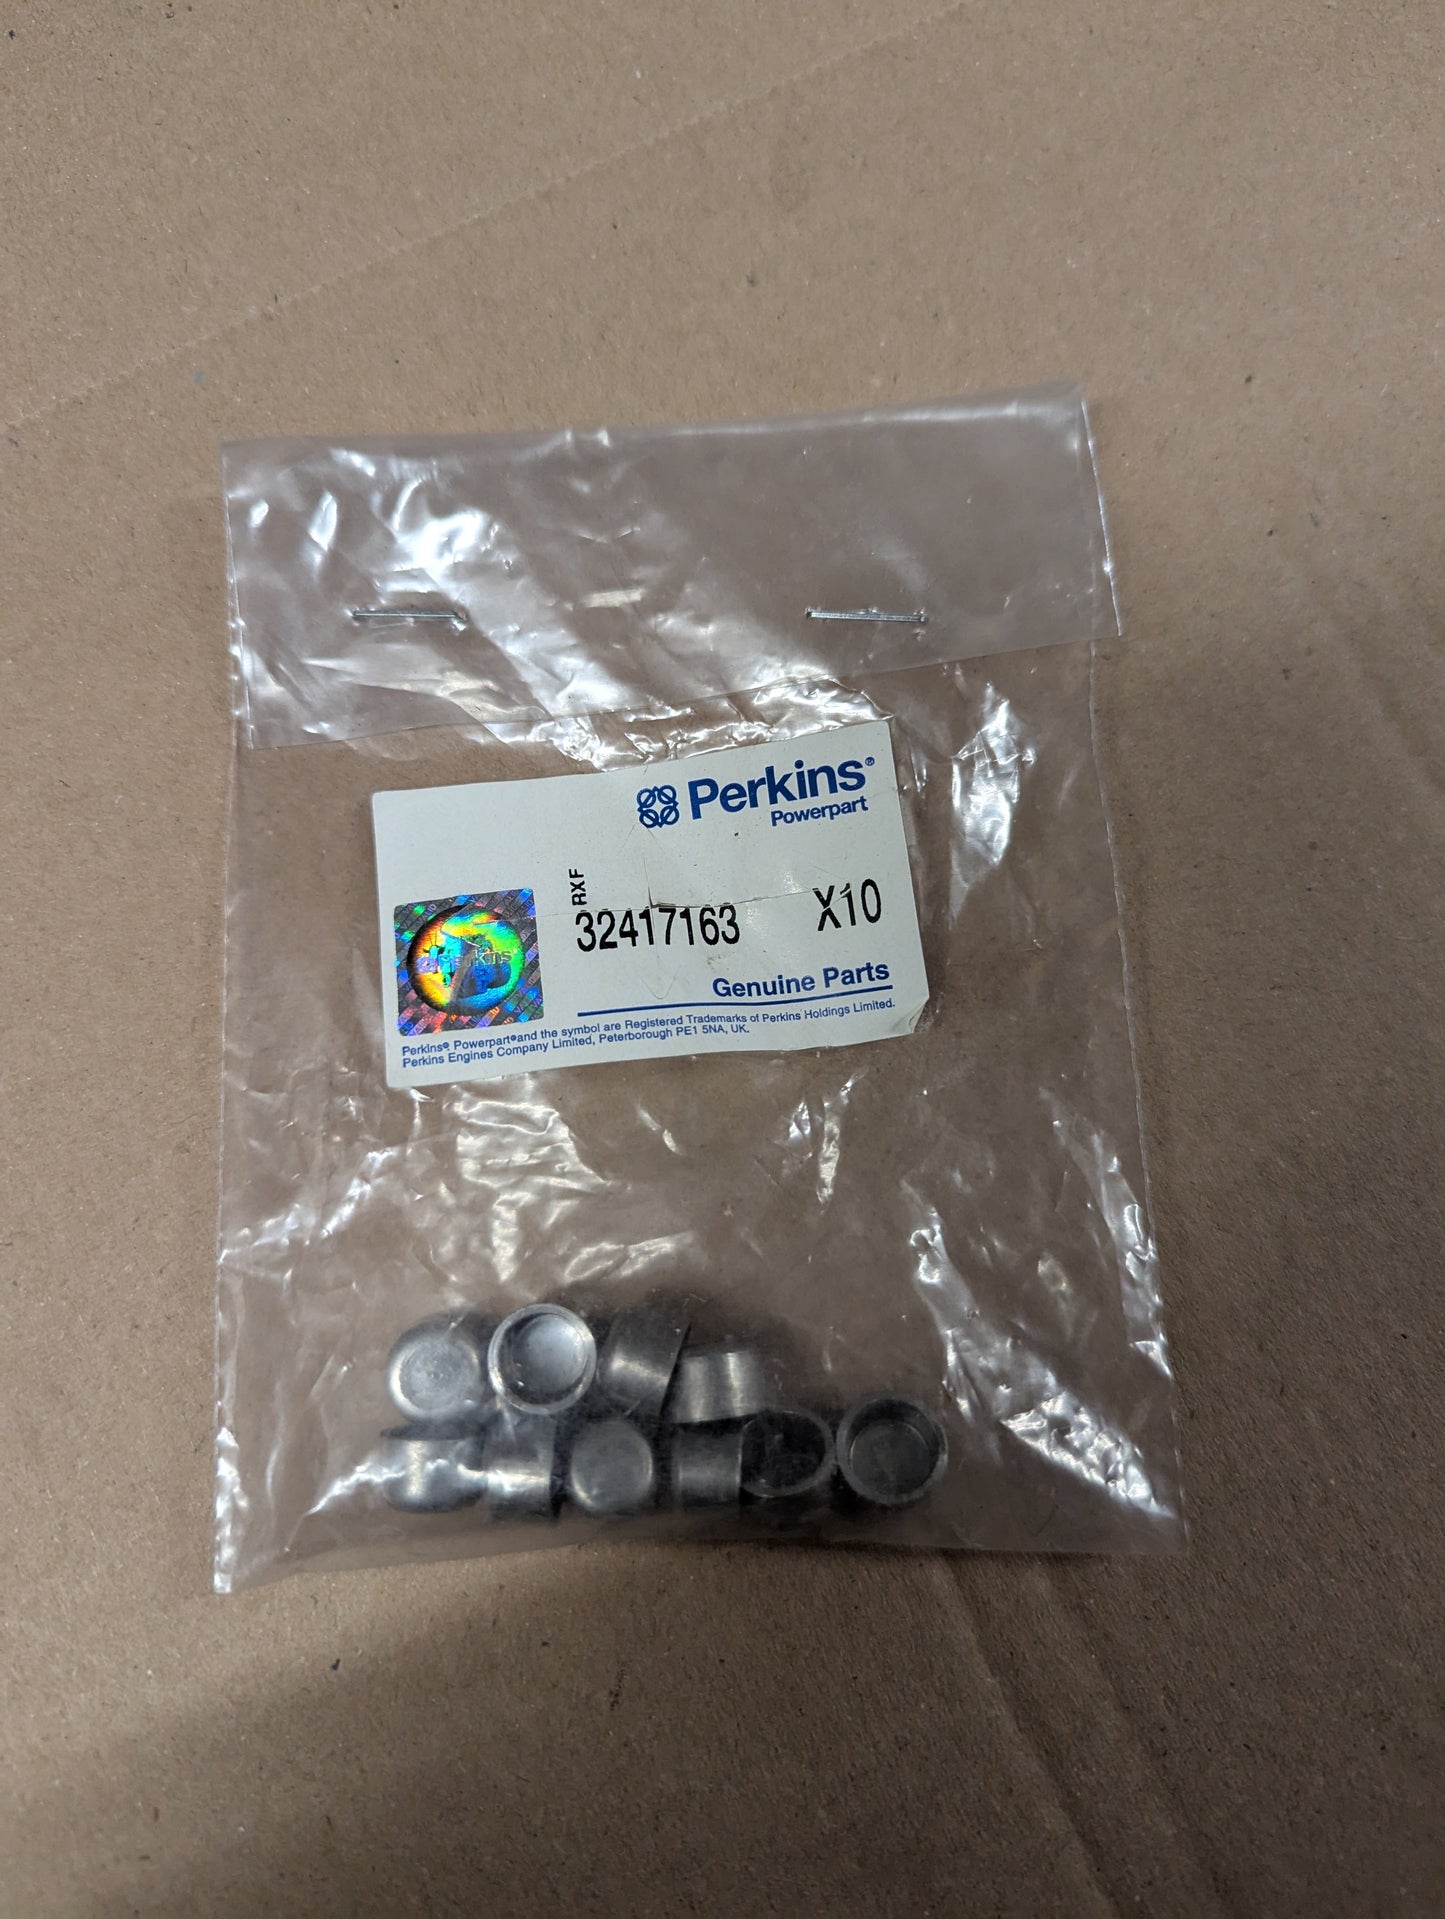 Perkins®
Powerpart
RXF
32417163 X10
Perkins
Genuine Parts
Perkins® Powerpart® and the symbol are Registered Trademarks of Perkins Holdings Limited.
Perkins Engines Company Limited, Peterborough PE1 5NA, UK.